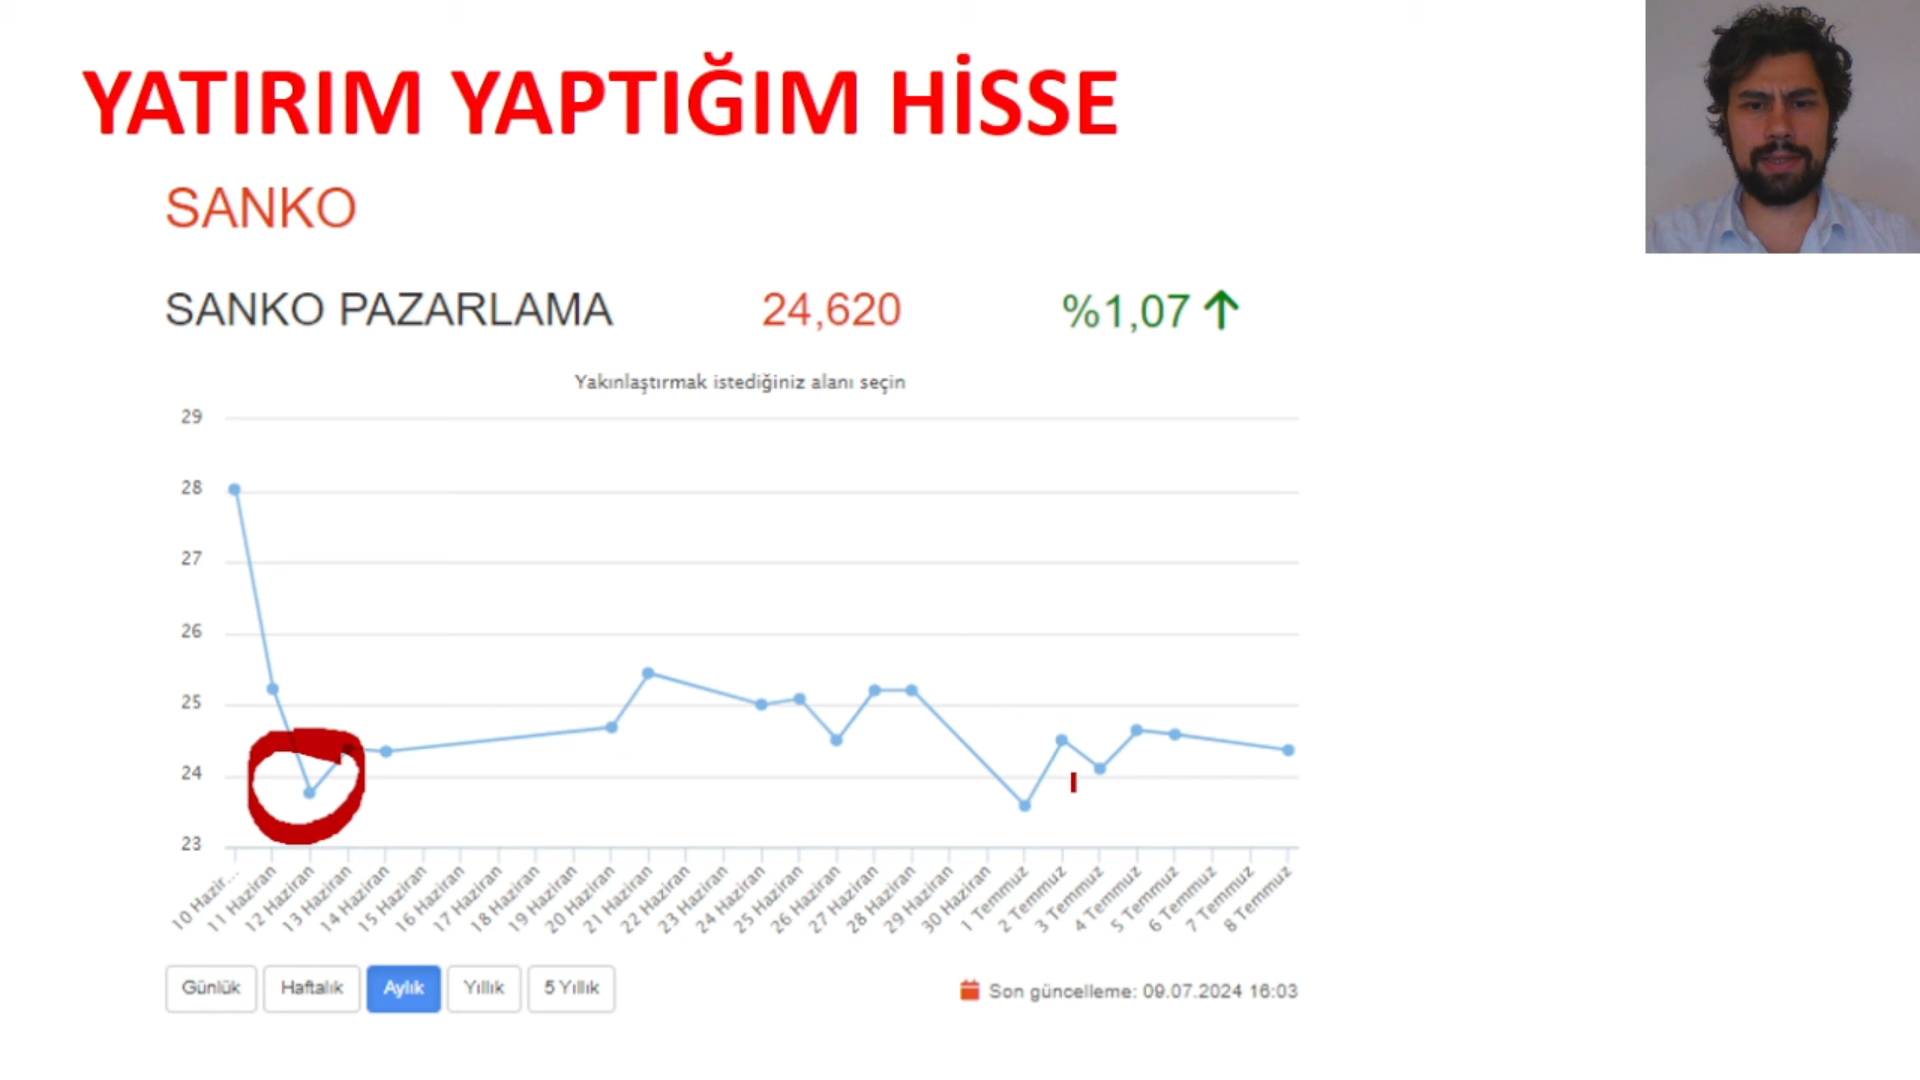 YATIRIM YAPTIĞIM HİSSE
SANKO
SANKO PAZARLAMA 24,620 %1,07
Yakınlaştırmak istediğiniz alanı seçin
29
28
27
26
25
24
23
10 Hazir... 11 Haziran 12 Haziran 13 Haziran 14 Haziran 15 Haziran 16 Haziran 17 Haziran 18 Haziran 19 Haziran 20 Haziran 21 Haziran 22 Haziran 23 Haziran 24 Haziran 25 Haziran 26 Haziran 27 Haziran 28 Haziran 29 Haziran 30 Haziran 1 Temmuz 2 Temmuz 3 Temmuz 4 Temmuz 5 Temmuz 6 Temmuz 7 Temmuz 8 Temmuz
Günlük Haftalık Aylık Yıllık 5 Yıllık Son güncelleme: 09.07.2024 16:03